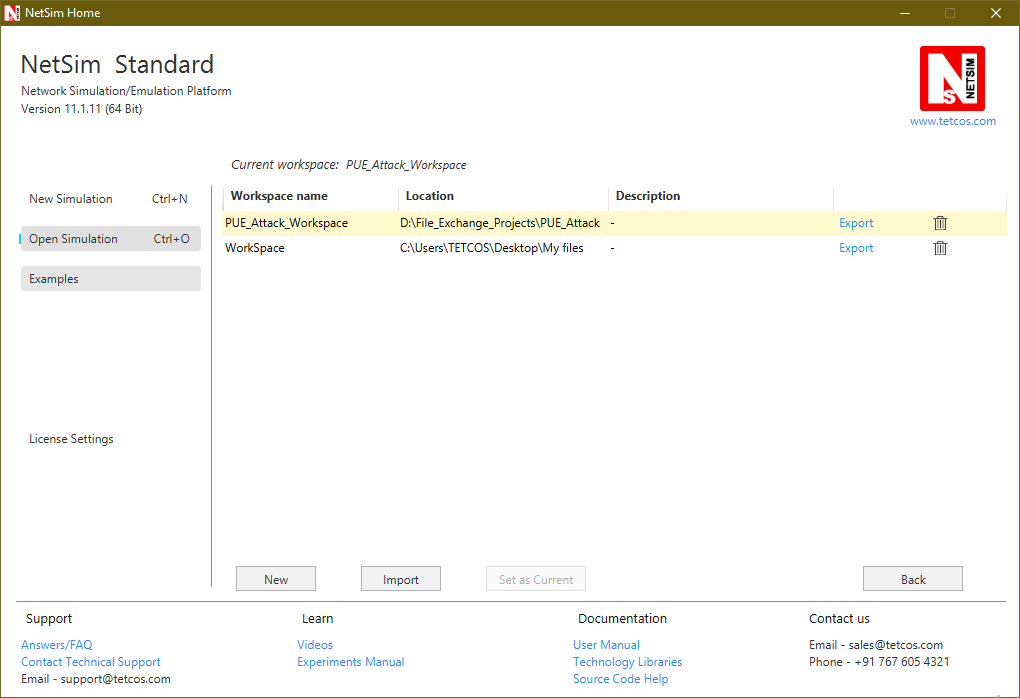 NetSim Home
NetSim Standard
Network Simulation/Emulation Platform
Version 11.1.11 (64 Bit)
N
S
NETSIM
www.tetcos.com
Current workspace: PUE_Attack_Workspace
New Simulation Ctrl+N
Open Simulation Ctrl+O
Examples
License Settings
Workspace name Location Description
PUE_Attack_Workspace D:\File_Exchange_Projects\PUE_Attack - Export
WorkSpace C:\Users\TETCOS\Desktop\My files - Export
New Import Set as Current Back
Support Learn Documentation Contact us
Answers/FAQ Videos User Manual Email - sales@tetcos.com
Contact Technical Support Experiments Manual Technology Libraries Phone - +91 767 605 4321
Email - support@tetcos.com Source Code Help